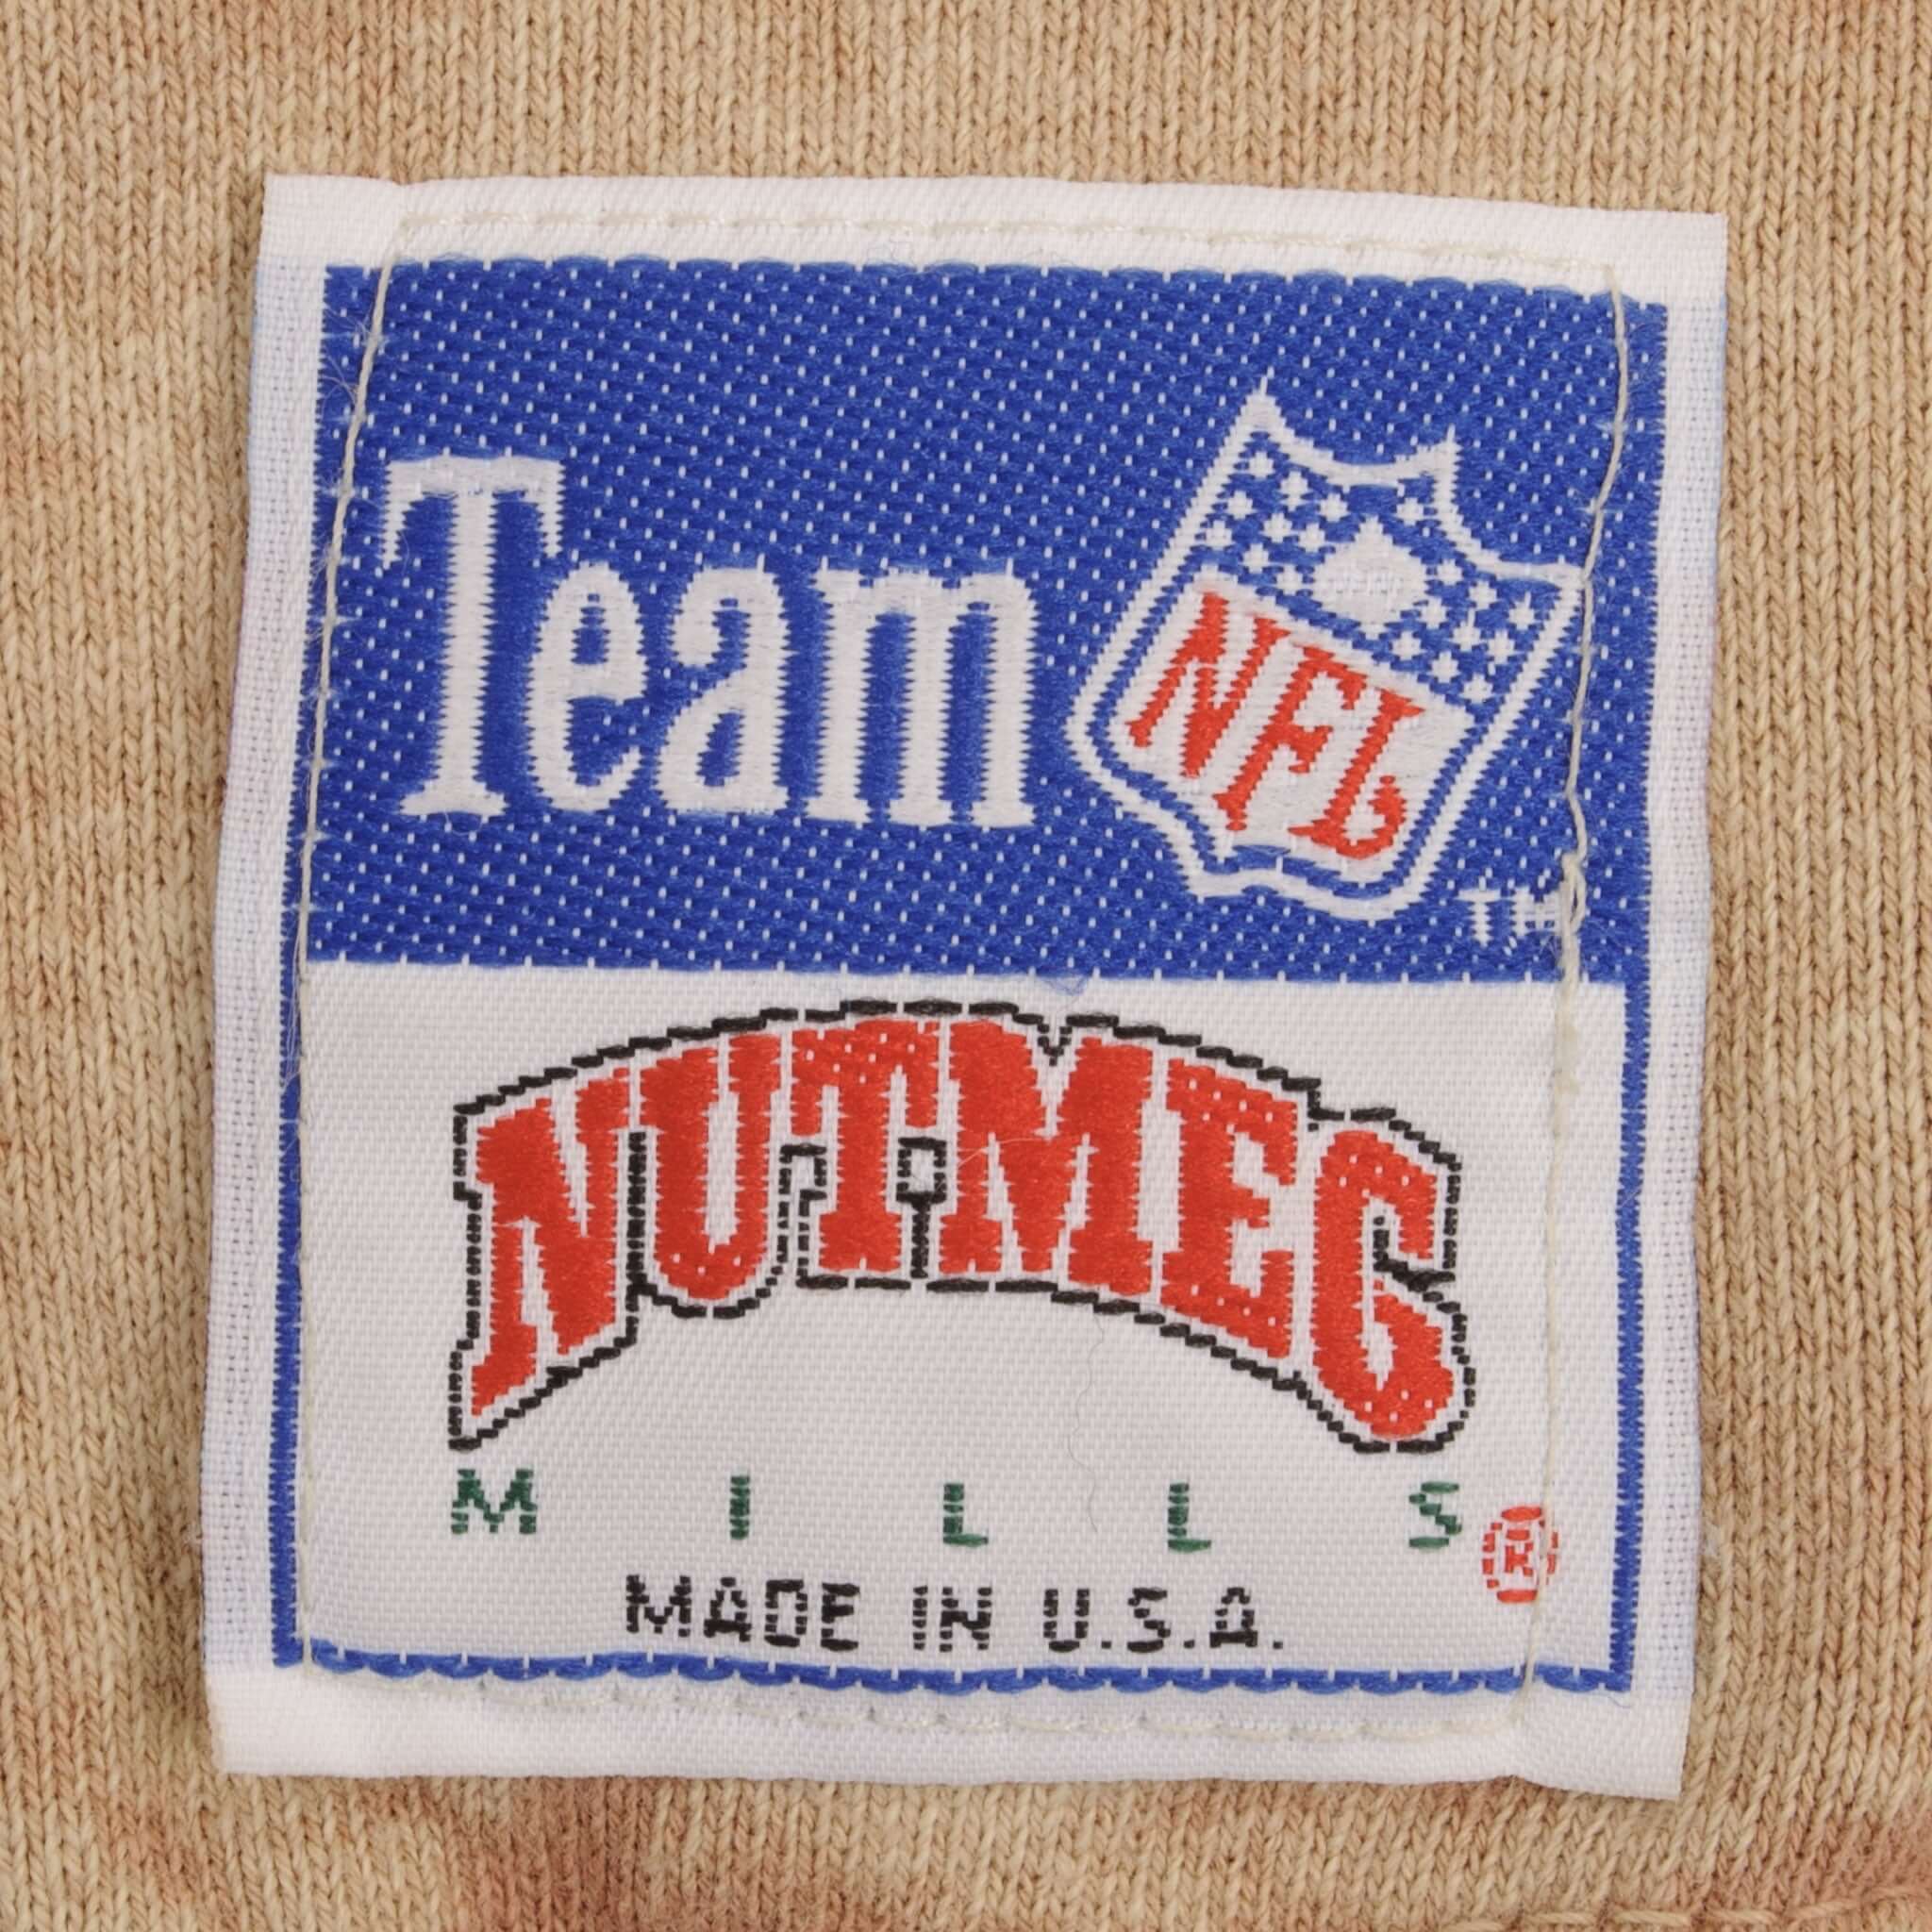 Team NFL TM
NUTMEG
MILLS ®
MADE IN U.S.A.